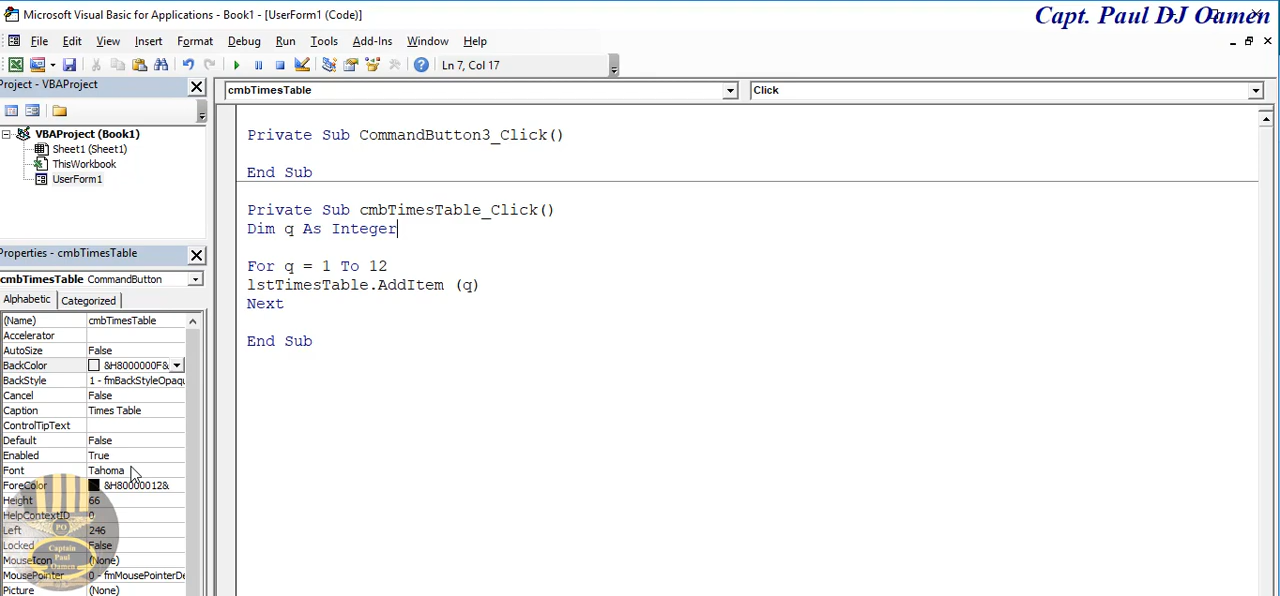 Microsoft Visual Basic for Applications - Book1 - [UserForm1 (Code)]
Capt. Paul DJ Oamen
File Edit View Insert Format Debug Run Tools Add-Ins Window Help
Ln 7, Col 17
Project - VBAProject
cmbTimesTable
Click
VBAProject (Book1)
Sheet1 (Sheet1)
ThisWorkbook
UserForm1
Properties - cmbTimesTable
cmbTimesTable CommandButton
Alphabetic Categorized
(Name) cmbTimesTable
Accelerator
AutoSize False
BackColor &H8000000F&
BackStyle 1 - fmBackStyleOpaqu
Cancel False
Caption Times Table
ControlTipText
Default False
Enabled True
Font Tahoma
ForeColor &H80000012&
Height 66
HelpContextID 0
Left 246
Locked False
MouseIcon (None)
MousePointer 0 - fmMousePointerDe
Picture (None)
PO
Captain
Paul
Oamen
Private Sub CommandButton3_Click()
End Sub
Private Sub cmbTimesTable_Click()
Dim q As Integer
For q = 1 To 12
lstTimesTable.AddItem (q)
Next
End Sub